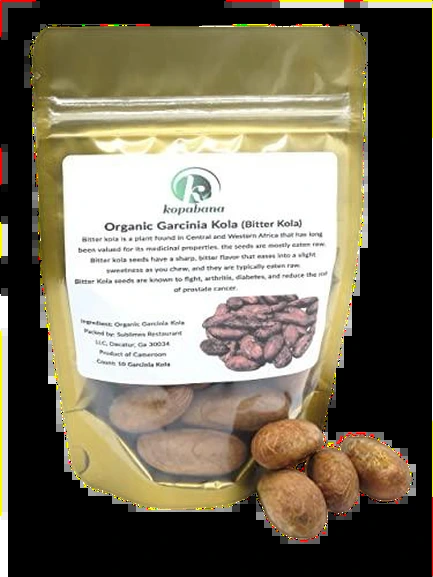 k
kopabana
Organic Garcinia Kola (Bitter Kola)
Bitter kola is a plant found in Central and Western Africa that has long
been valued for its medicinal properties, the seeds are mostly eaten raw.
Bitter kola seeds have a sharp, bitter flavor that eases into a slight
sweetness as you chew, and they are typically eaten raw.
Bitter Kola seeds are known to fight, arthritis, diabetes, and reduce the risk
of prostate cancer.
Ingredient: Organic Garciola Kola
Packed by: Sublimes Restaurant
LLC, Decatur, Ga 30034
Product of Cameroon
Count: 10 Garciola Kola